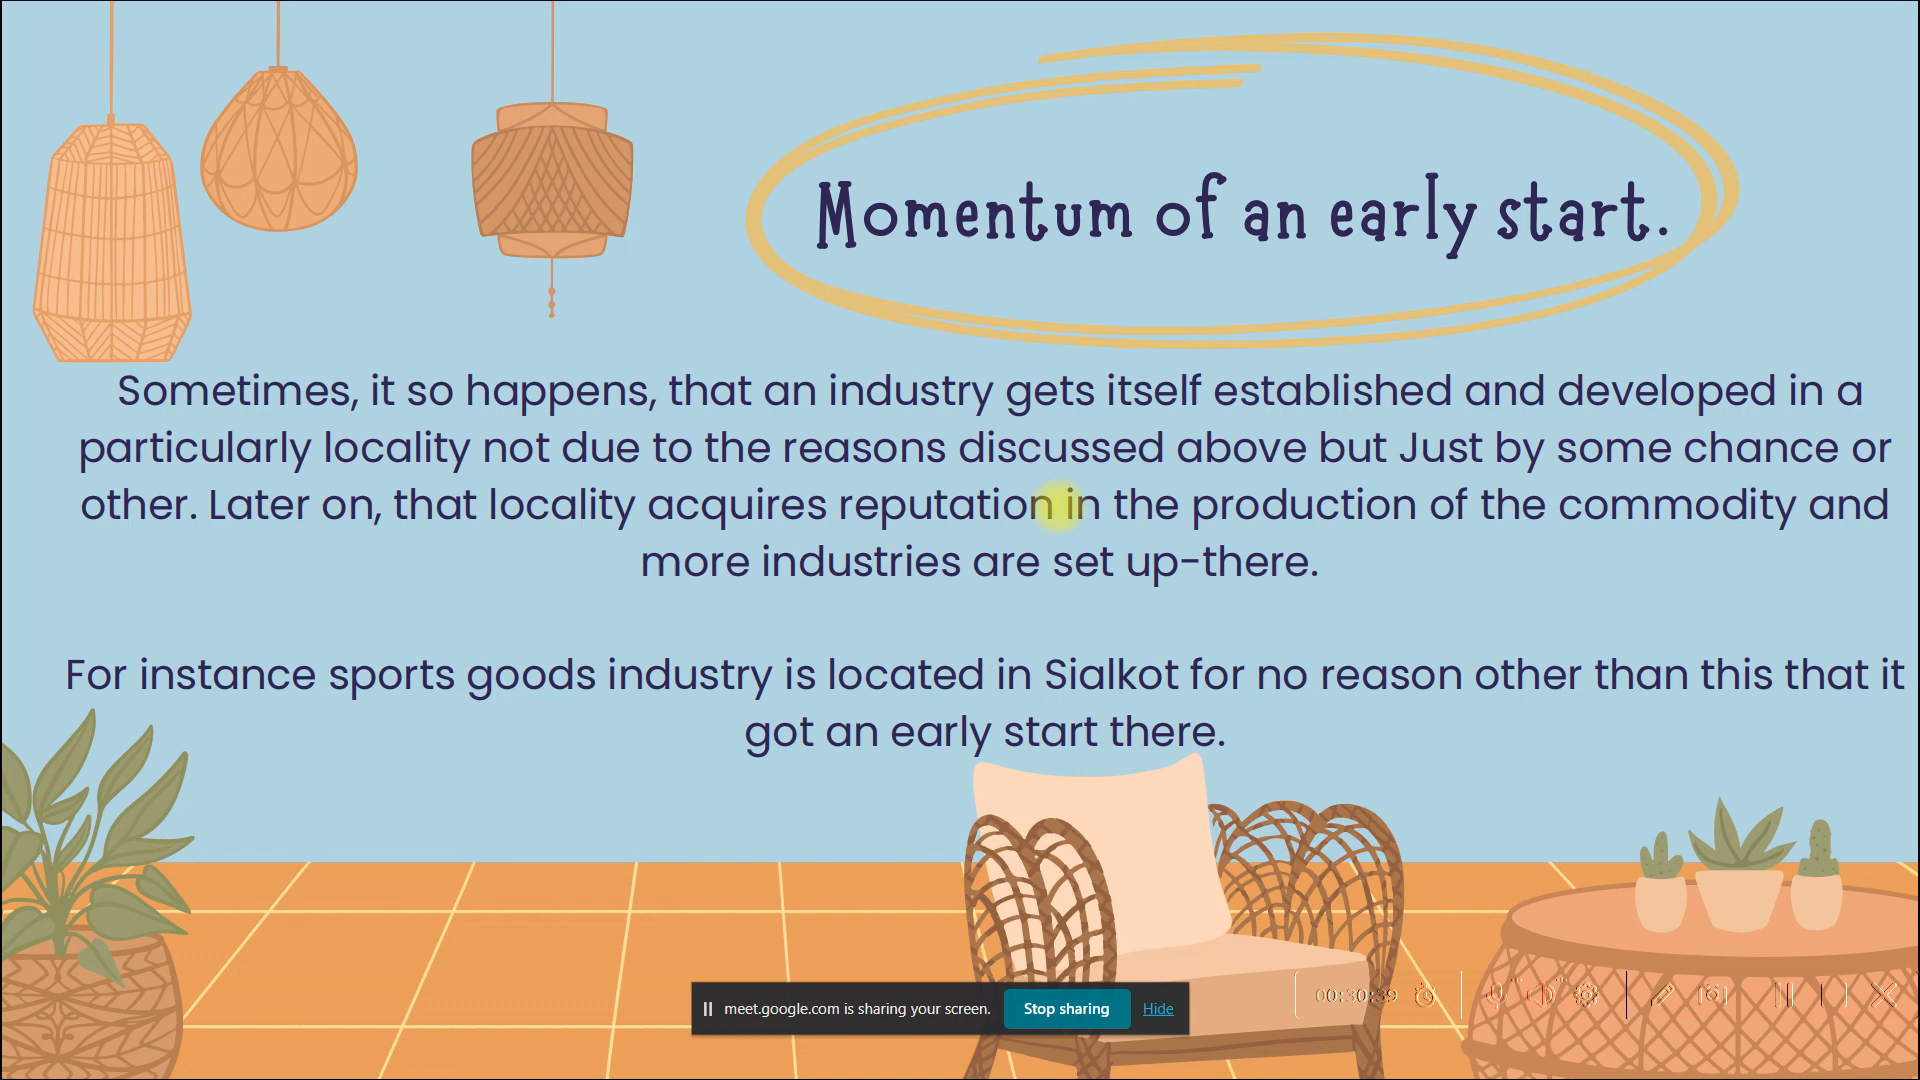 Momentum of an early start.
Sometimes, it so happens, that an industry gets itself established and developed in a
particularly locality not due to the reasons discussed above but Just by some chance or
other. Later on, that locality acquires reputation in the production of the commodity and
more industries are set up-there.
For instance sports goods industry is located in Sialkot for no reason other than this that it
got an early start there.
meet.google.com is sharing your screen. Stop sharing Hide
00:30:39